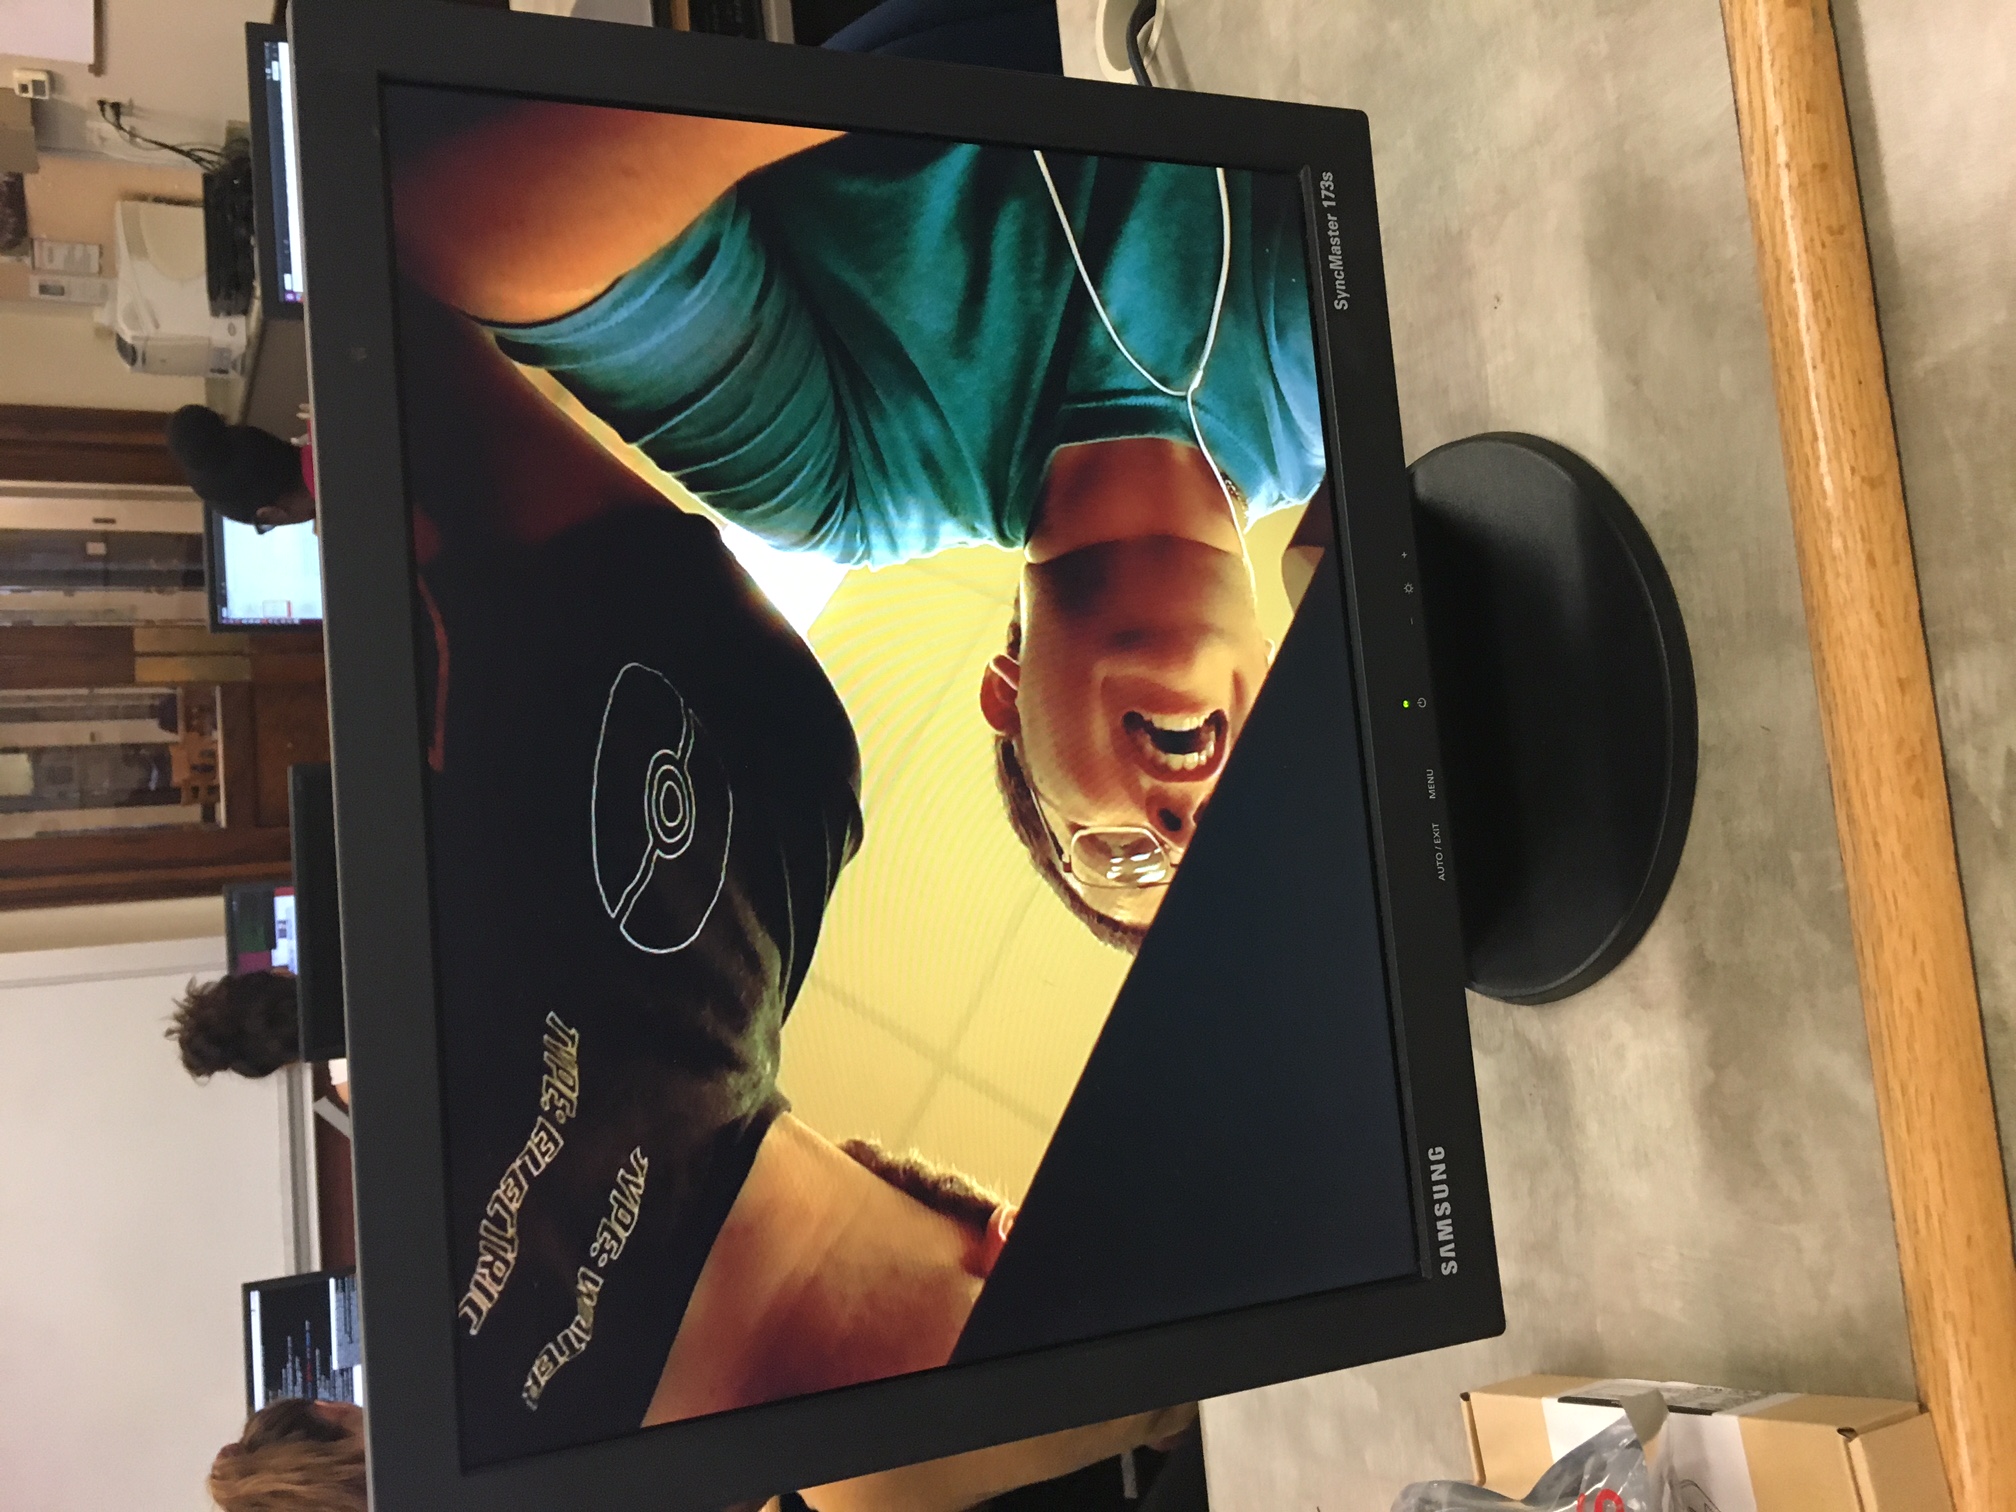 TYPE: ELECTRIC
TYPE: WATER
SyncMaster 173s
SAMSUNG
AUTO / EXIT
MENU